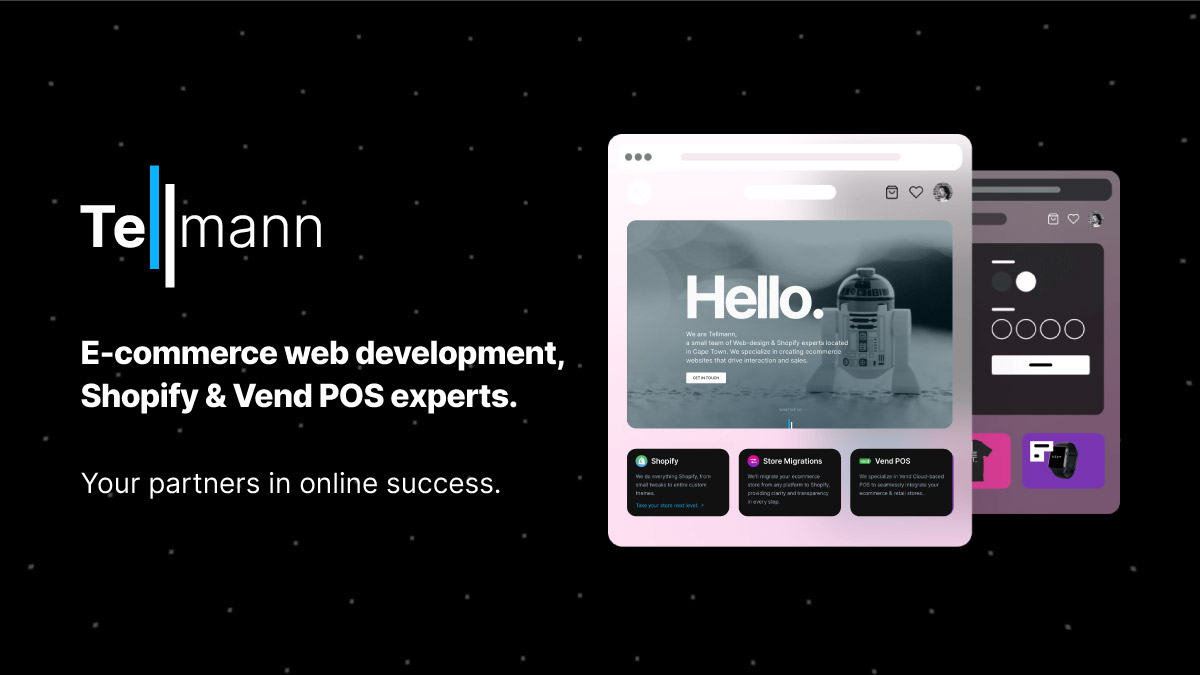 Tellmann
E-commerce web development,
Shopify & Vend POS experts.
Your partners in online success.
Hello.
We are Tellmann,
a small team of Web-design & Shopify experts located
in Cape Town. We specialize in creating ecommerce
websites that drive interaction and sales.
GET IN TOUCH
Shopify
We do everything Shopify, from
small tweaks to entire custom
themes.
Take your store next level. ↗
Store Migrations
We'll migrate your ecommerce
store from any platform to Shopify,
providing clarity and transparency
in every step.
Vend POS
We specialize in Vend Cloud-based
POS to seamlessly integrate your
ecommerce & retail stores.